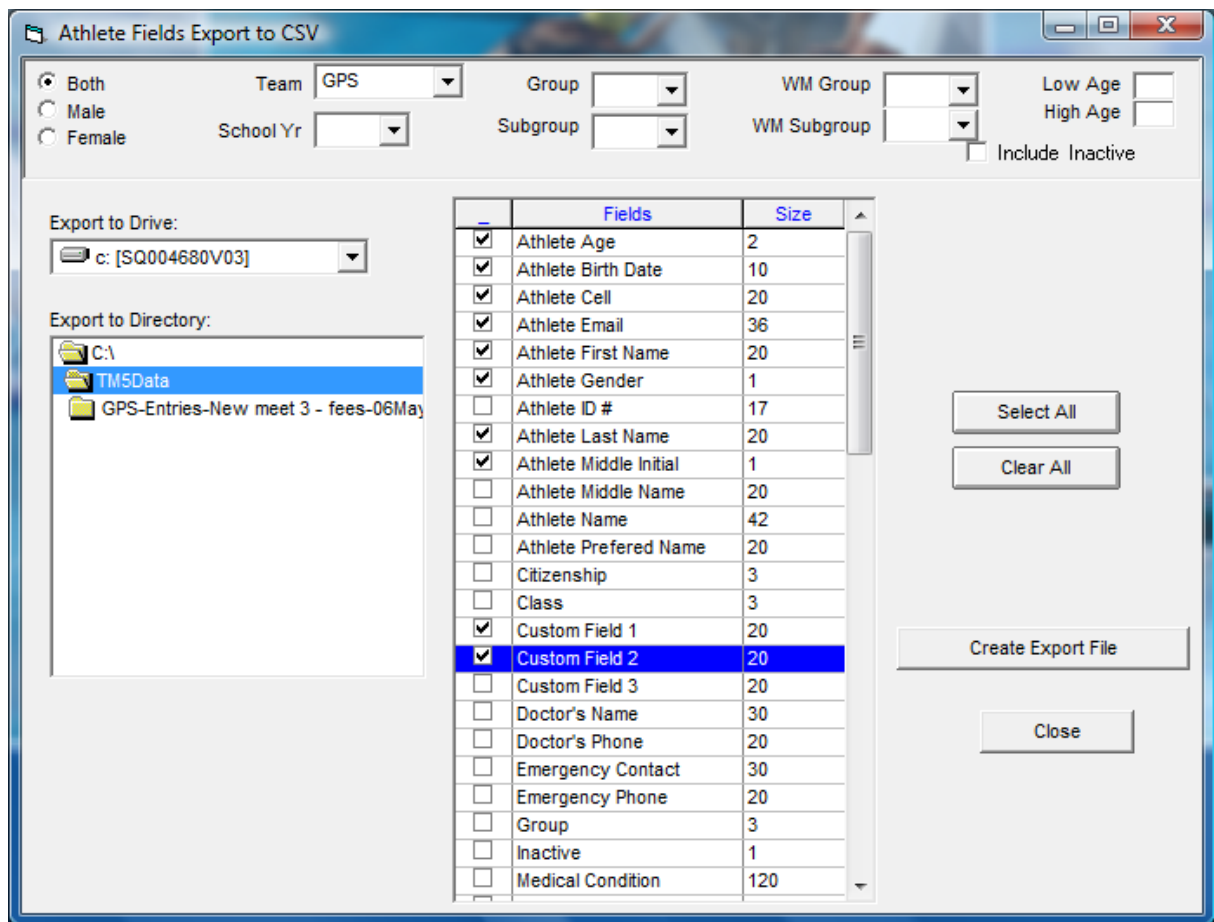 Athlete Fields Export to CSV
Both Team GPS Group WM Group Low Age
Male High Age
Female School Yr Subgroup WM Subgroup
Include Inactive
Export to Drive:
c: [SQ004680V03]
Export to Directory:
C:\
TM5Data
GPS-Entries-New meet 3 - fees-06May
_ Fields Size
Athlete Age 2
Athlete Birth Date 10
Athlete Cell 20
Athlete Email 36
Athlete First Name 20
Athlete Gender 1
Athlete ID # 17
Athlete Last Name 20
Athlete Middle Initial 1
Athlete Middle Name 20
Athlete Name 42
Athlete Prefered Name 20
Citizenship 3
Class 3
Custom Field 1 20
Custom Field 2 20
Custom Field 3 20
Doctor's Name 30
Doctor's Phone 20
Emergency Contact 30
Emergency Phone 20
Group 3
Inactive 1
Medical Condition 120
Select All
Clear All
Create Export File
Close